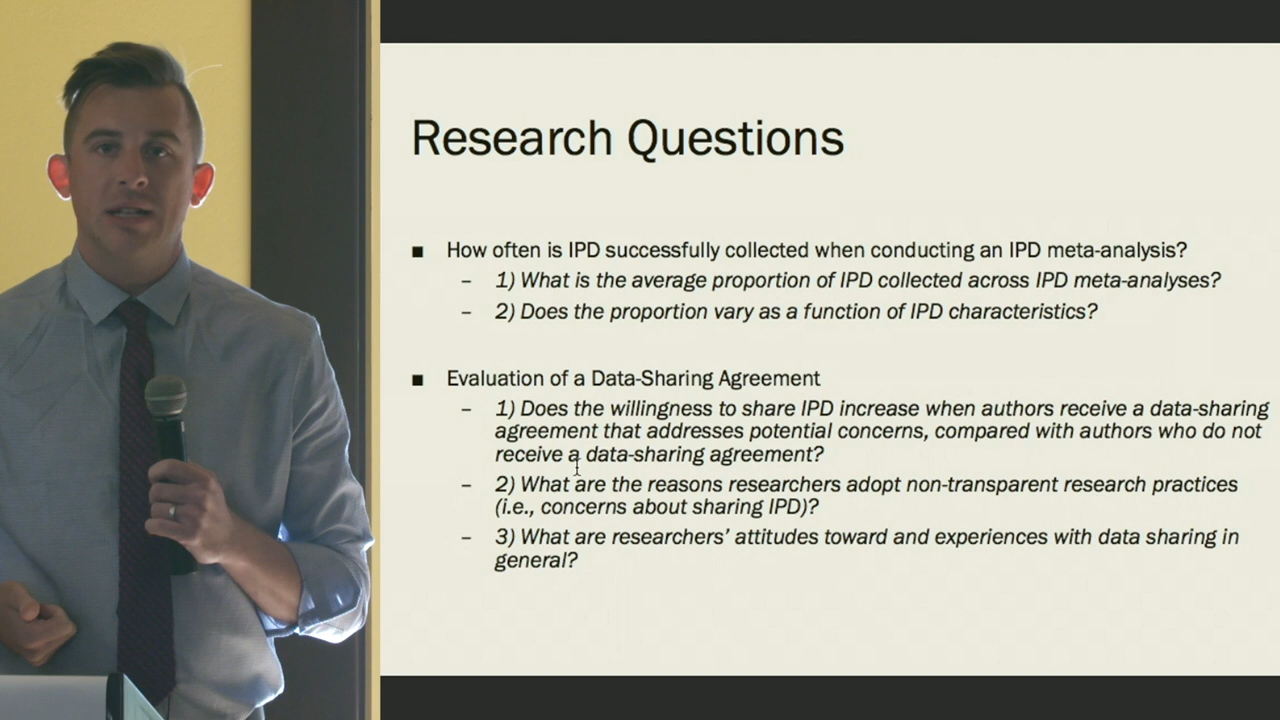 Research Questions
■ How often is IPD successfully collected when conducting an IPD meta-analysis?
– 1) What is the average proportion of IPD collected across IPD meta-analyses?
– 2) Does the proportion vary as a function of IPD characteristics?
■ Evaluation of a Data-Sharing Agreement
– 1) Does the willingness to share IPD increase when authors receive a data-sharing
agreement that addresses potential concerns, compared with authors who do not
receive a data-sharing agreement?
– 2) What are the reasons researchers adopt non-transparent research practices
(i.e., concerns about sharing IPD)?
– 3) What are researchers’ attitudes toward and experiences with data sharing in
general?